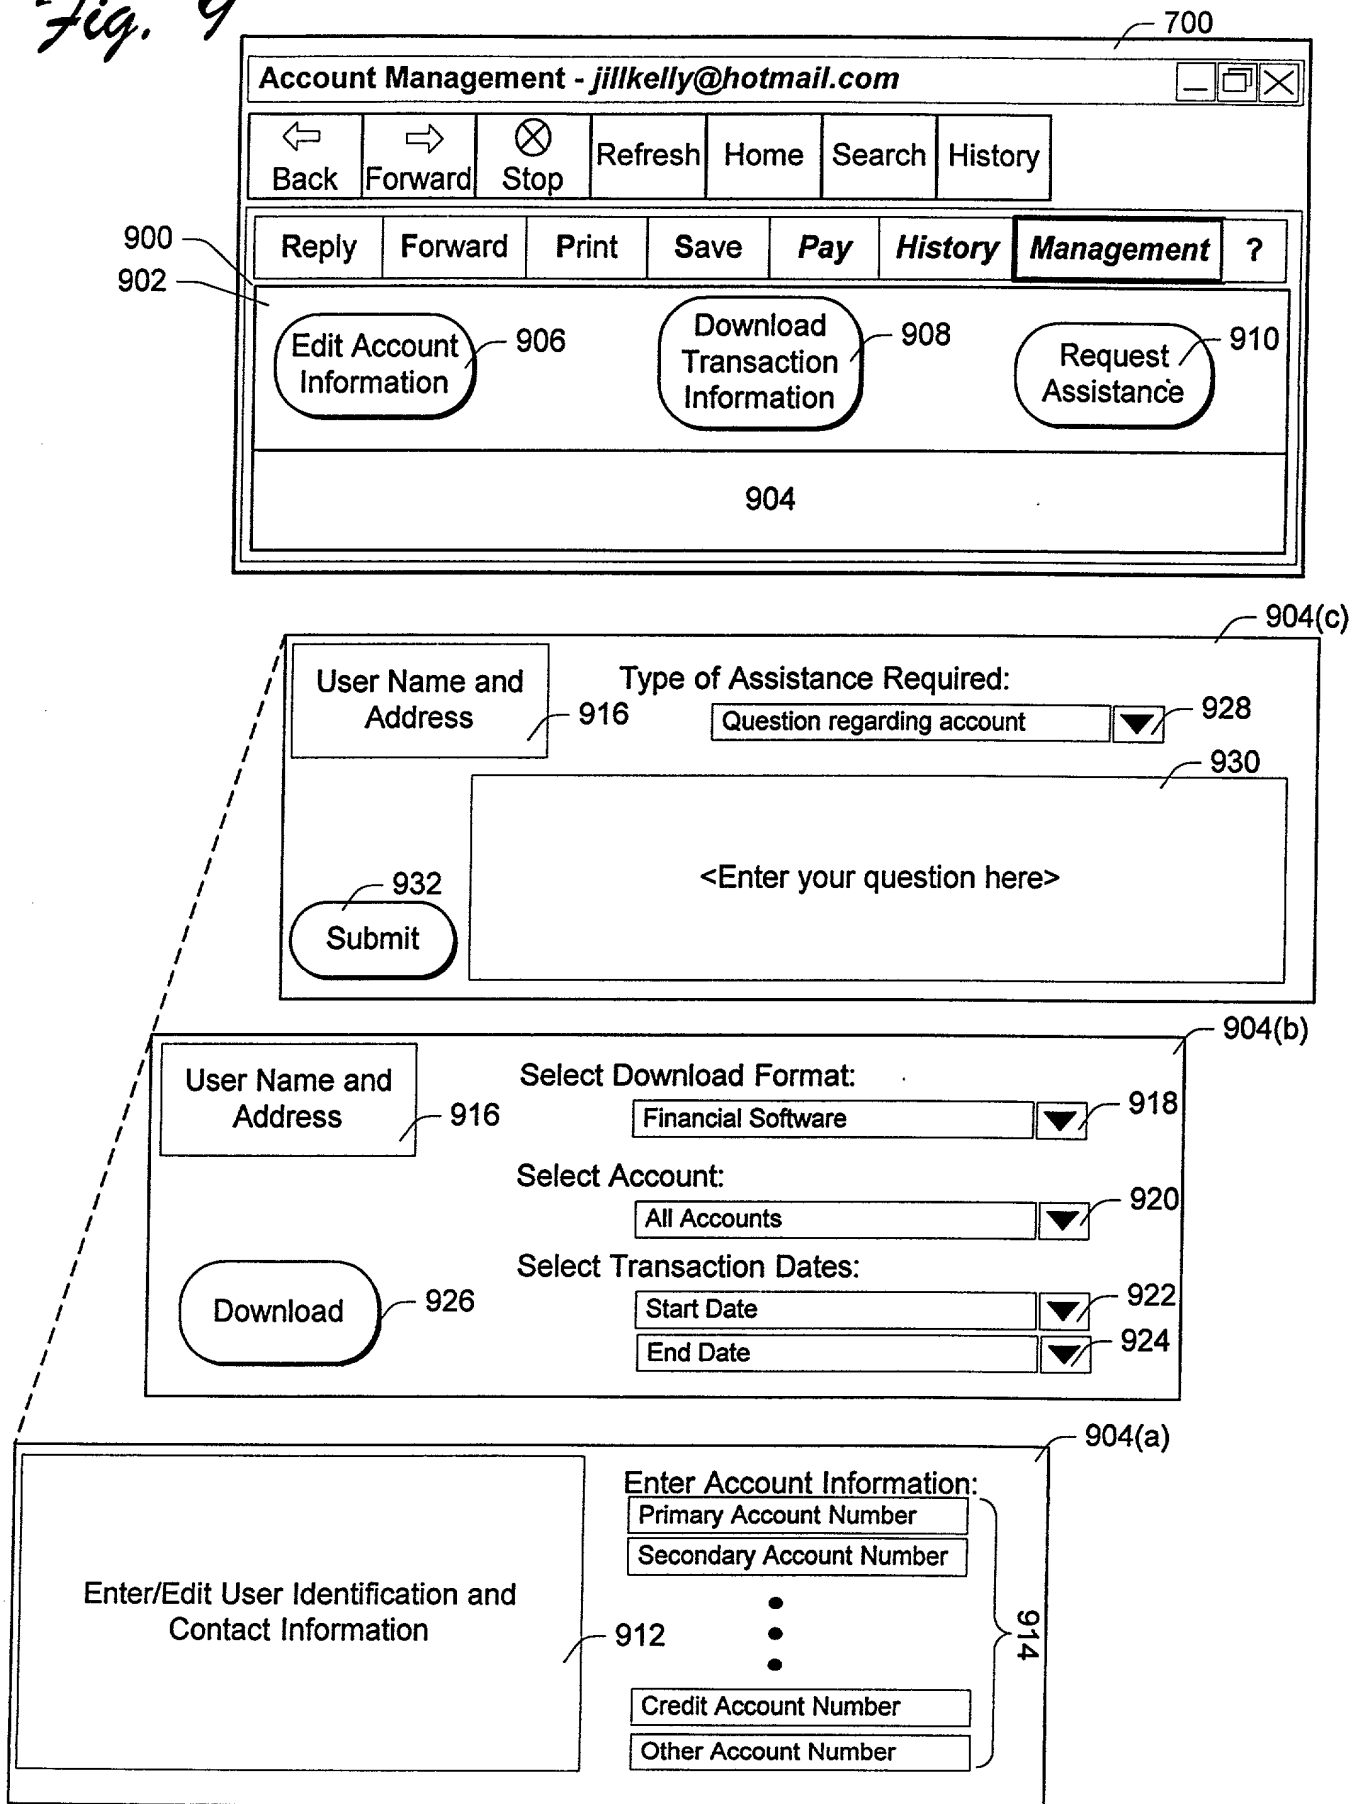 Fig. 9
700
Account Management - jillkelly@hotmail.com
Back Forward Stop Refresh Home Search History
900
Reply Forward Print Save Pay History Management ?
902
Edit Account
Information
906
Download
Transaction
Information
908
Request
Assistance
910
904
904(c)
User Name and
Address
916
Type of Assistance Required:
Question regarding account
928
930
<Enter your question here>
932
Submit
904(b)
User Name and
Address
916
Select Download Format:
Financial Software
918
Select Account:
All Accounts
920
Select Transaction Dates:
Start Date
922
End Date
924
Download
926
904(a)
Enter/Edit User Identification and
Contact Information
912
Enter Account Information:
Primary Account Number
Secondary Account Number
Credit Account Number
Other Account Number
914